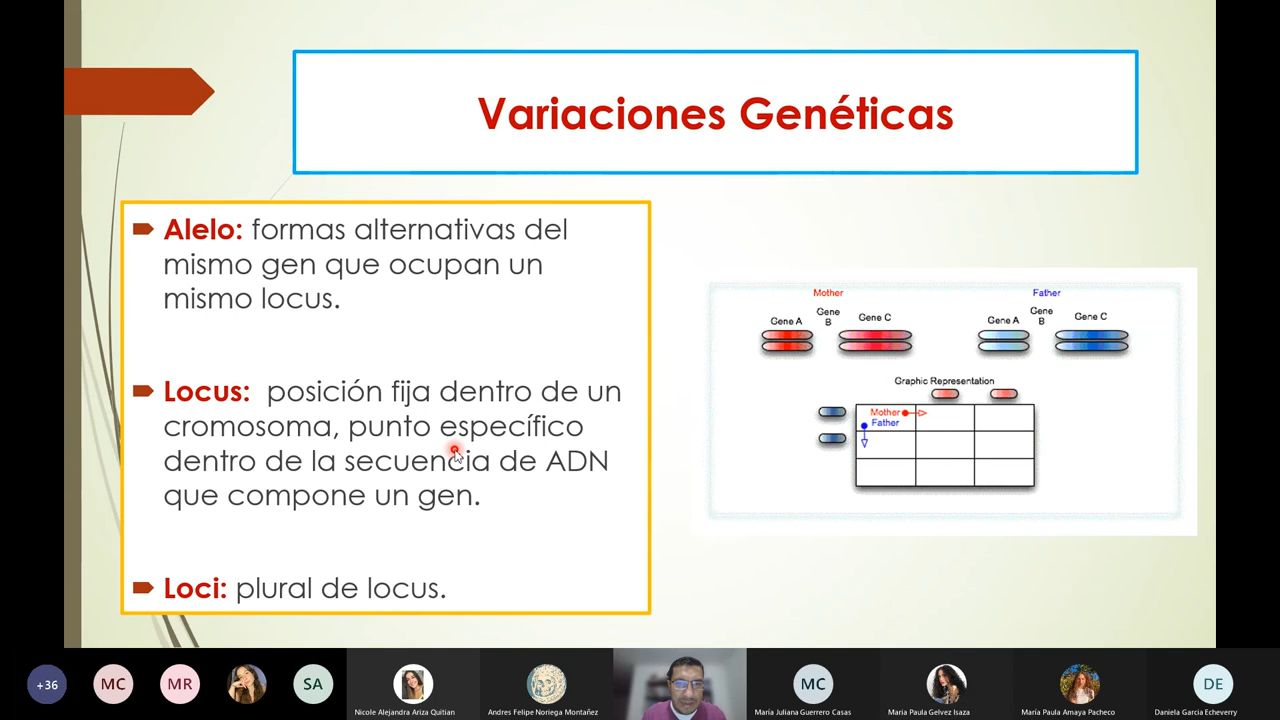 Variaciones Genéticas
Alelo: formas alternativas del
mismo gen que ocupan un
mismo locus.
Locus: posición fija dentro de un
cromosoma, punto específico
dentro de la secuencia de ADN
que compone un gen.
Loci: plural de locus.
Mother
Father
Gene A
Gene
B
Gene C
Gene A
Gene
B
Gene C
Graphic Representation
Mother
Father
+36
MC
MR
SA
Nicole Alejandra Ariza Quitian
Andres Felipe Noriega Montañez
MC
María Juliana Guerrero Casas
Maria Paula Gelvez Isaza
María Paula Amaya Pacheco
DE
Daniela Garcia Echeverry